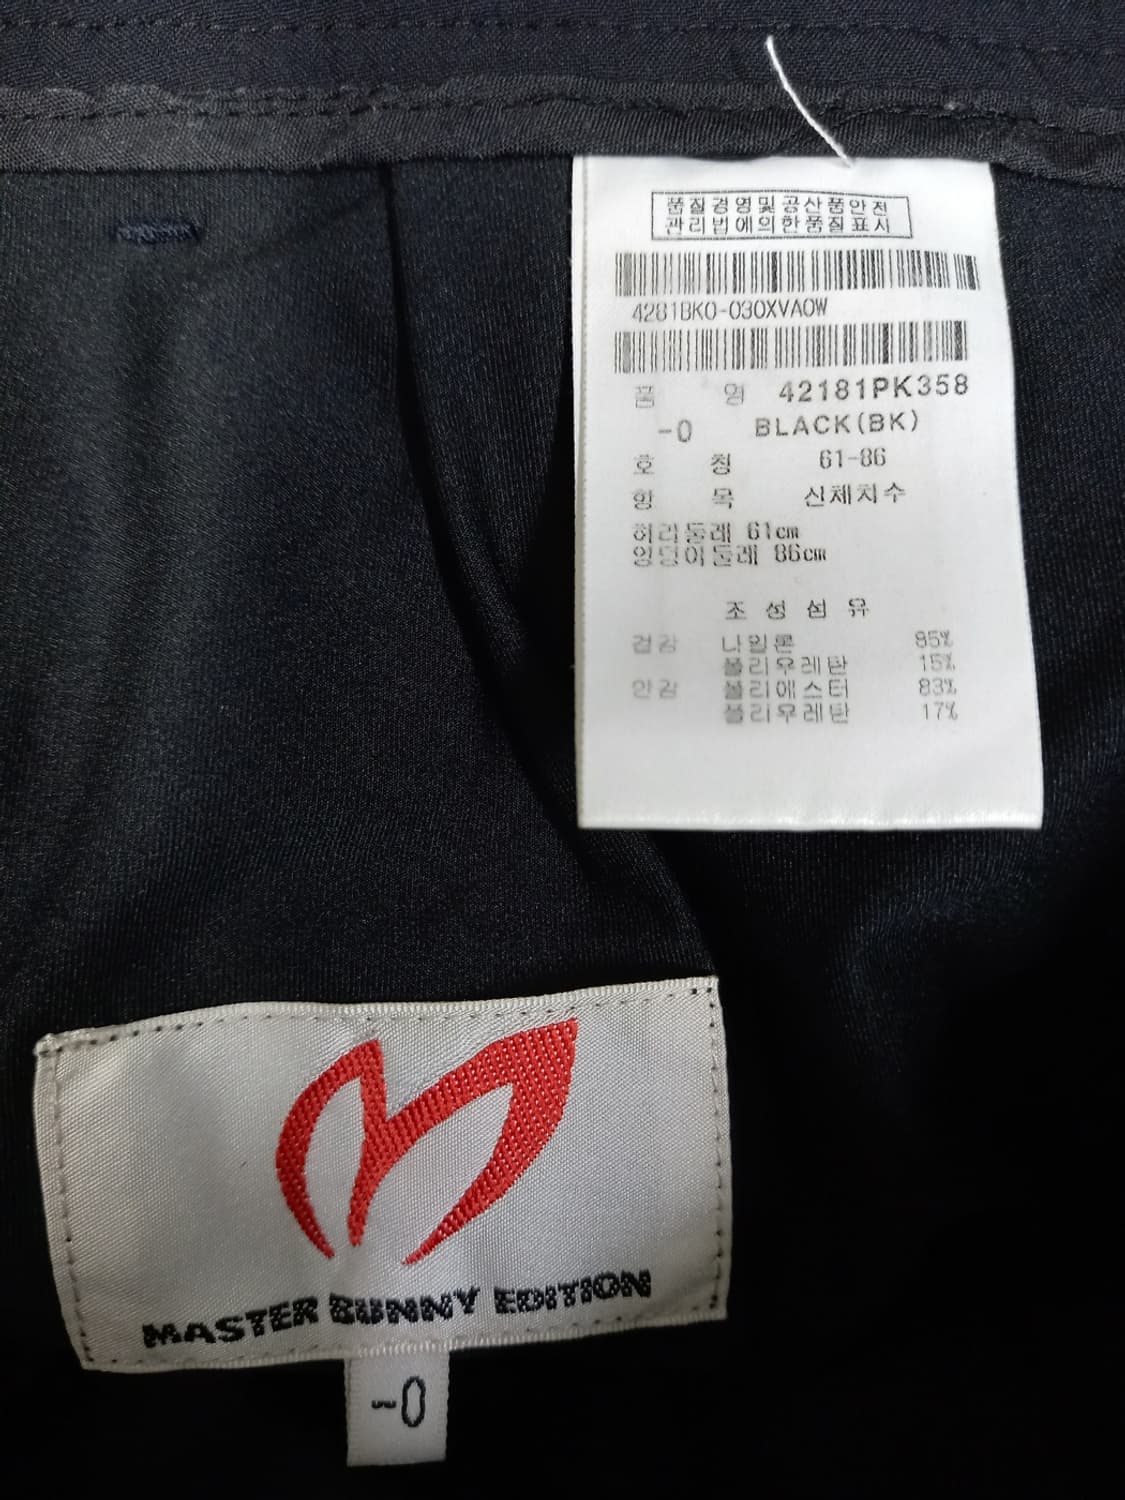 품질경영및공산품안전
관리법에의한품질표시
4281BK0-030XVAOW
품 명 42181PK358
-0 BLACK(BK)
호 칭 61-86
항 목 신체치수
허리둘레 61cm
엉덩이둘레 86cm
조 성 섬 유
겉감 나일론 85%
폴리우레탄 15%
안감 폴리에스터 83%
폴리우레탄 17%
MASTER BUNNY EDITION
-0